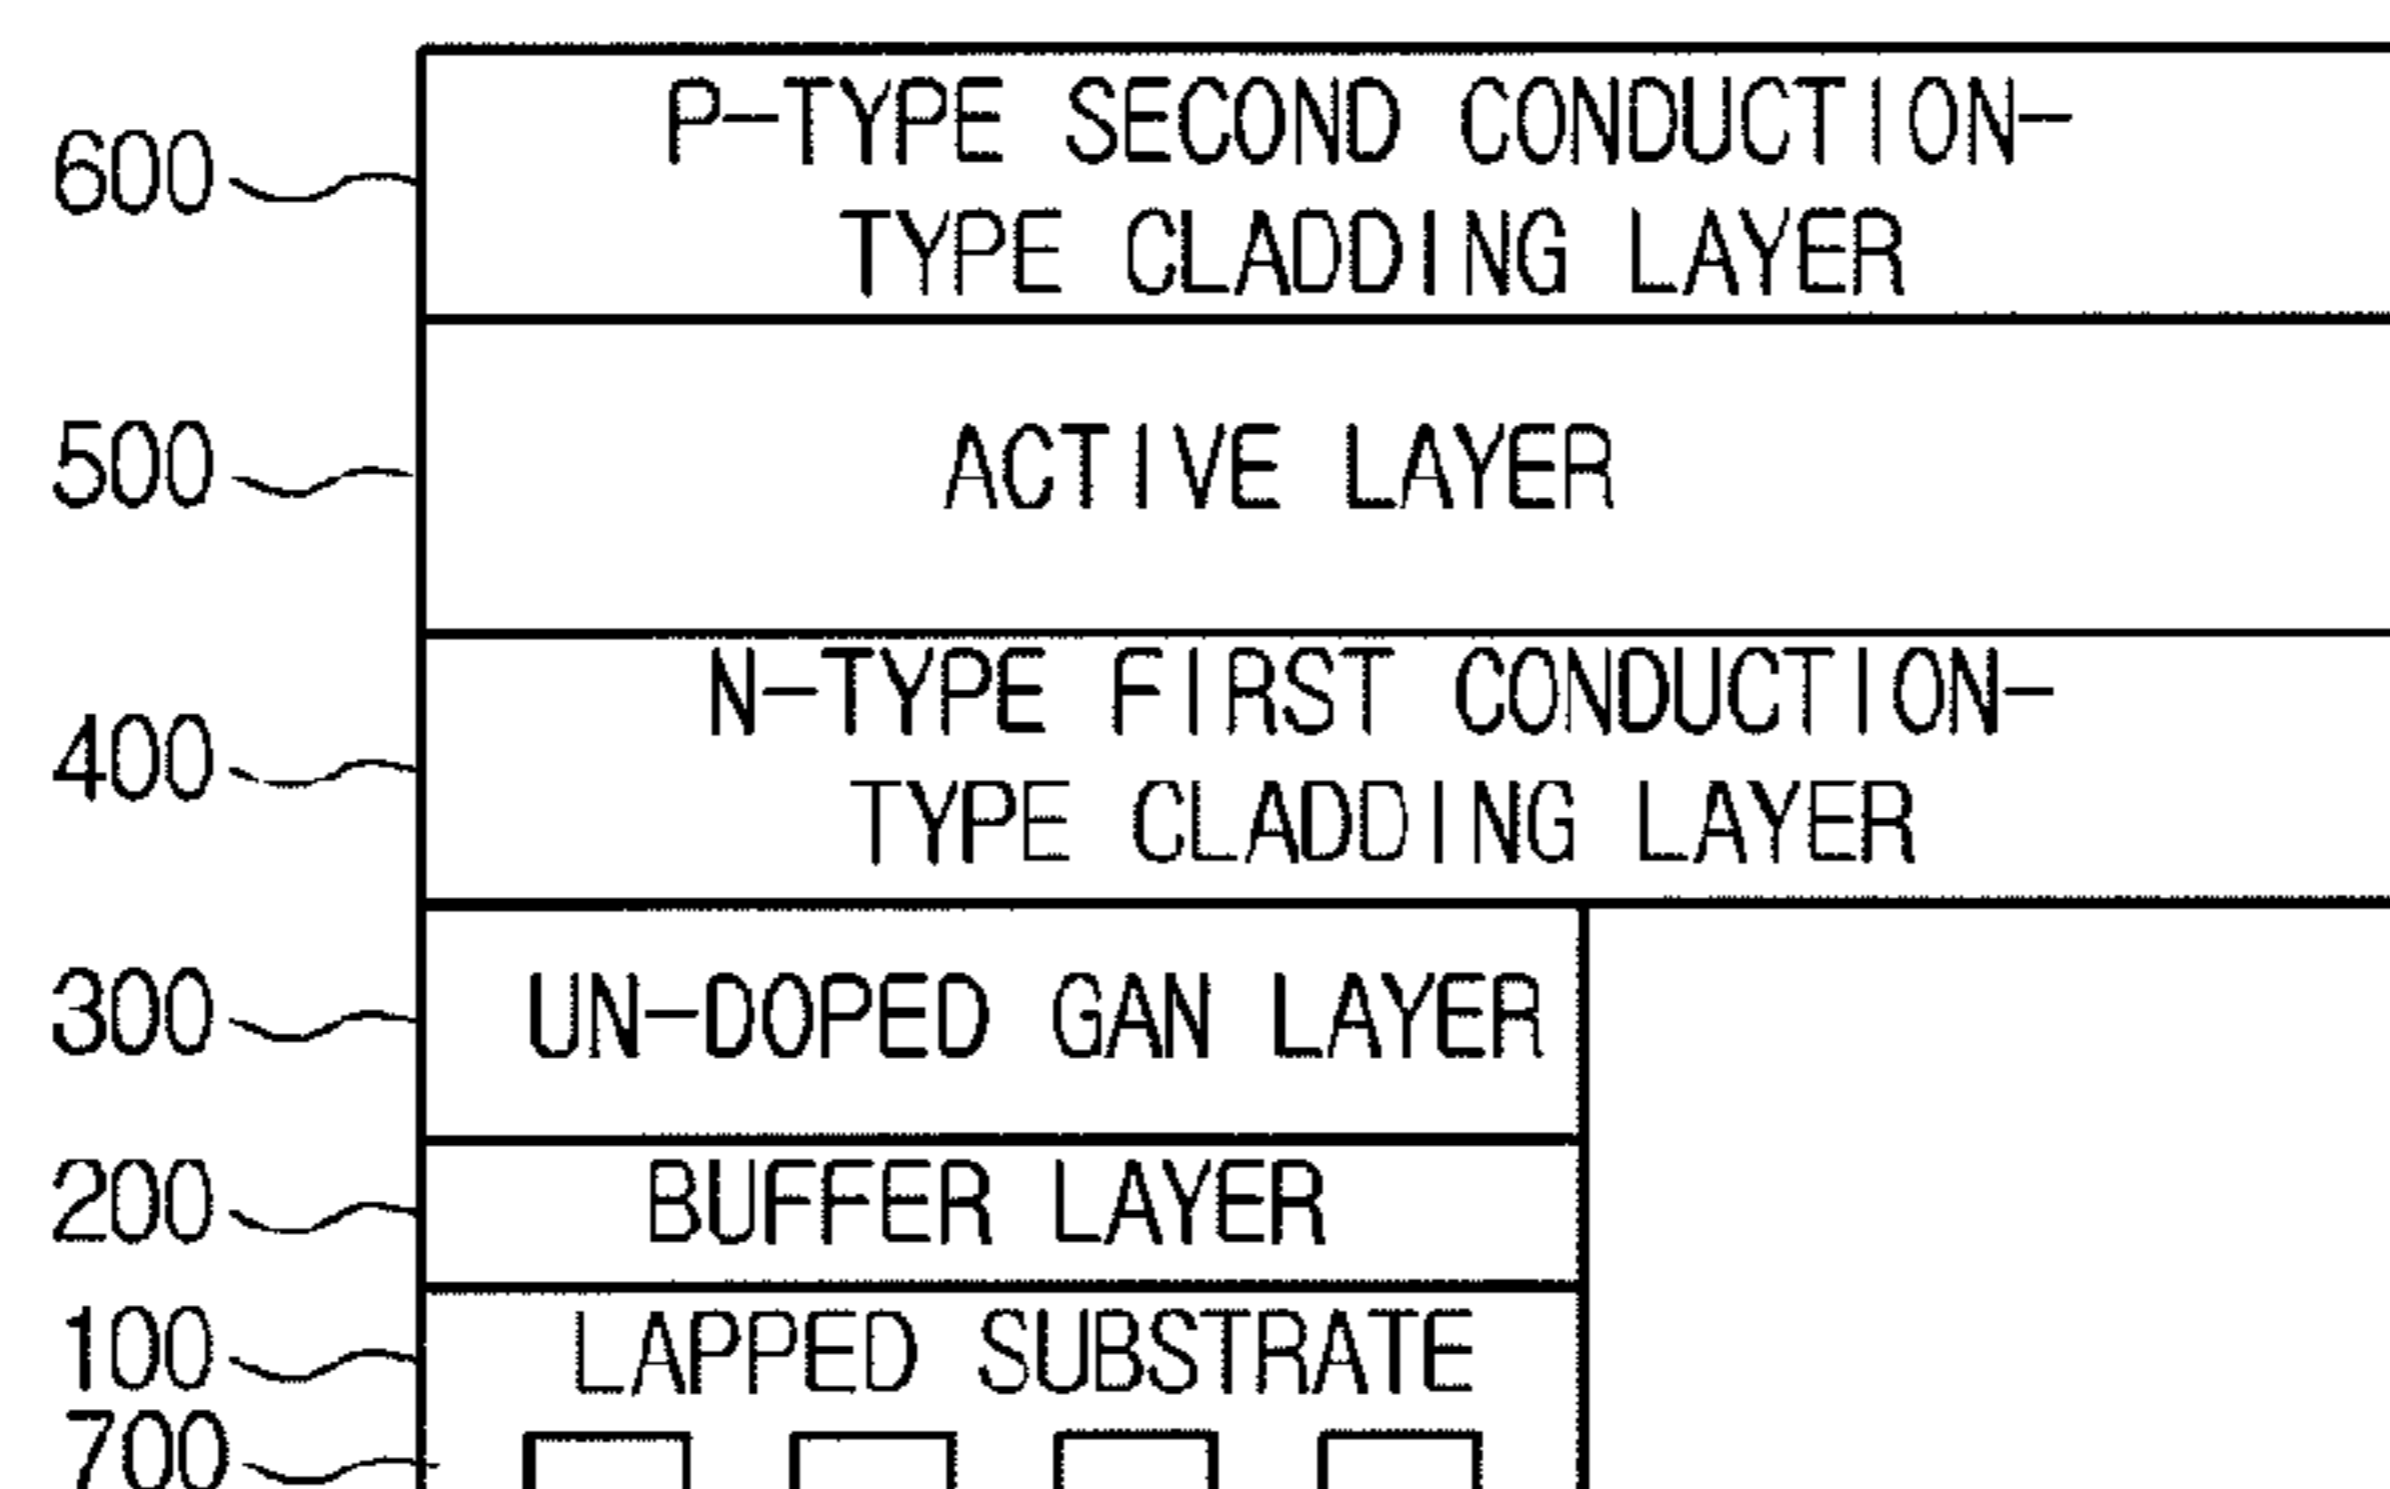 P-TYPE SECOND CONDUCTION-
600
TYPE CLADDING LAYER
500 ACTIVE LAYER
N-TYPE FIRST CONDUCTION-
400
TYPE CLADDING LAYER
300 UN-DOPED GAN LAYER
200 BUFFER LAYER
100 LAPPED SUBSTRATE
700